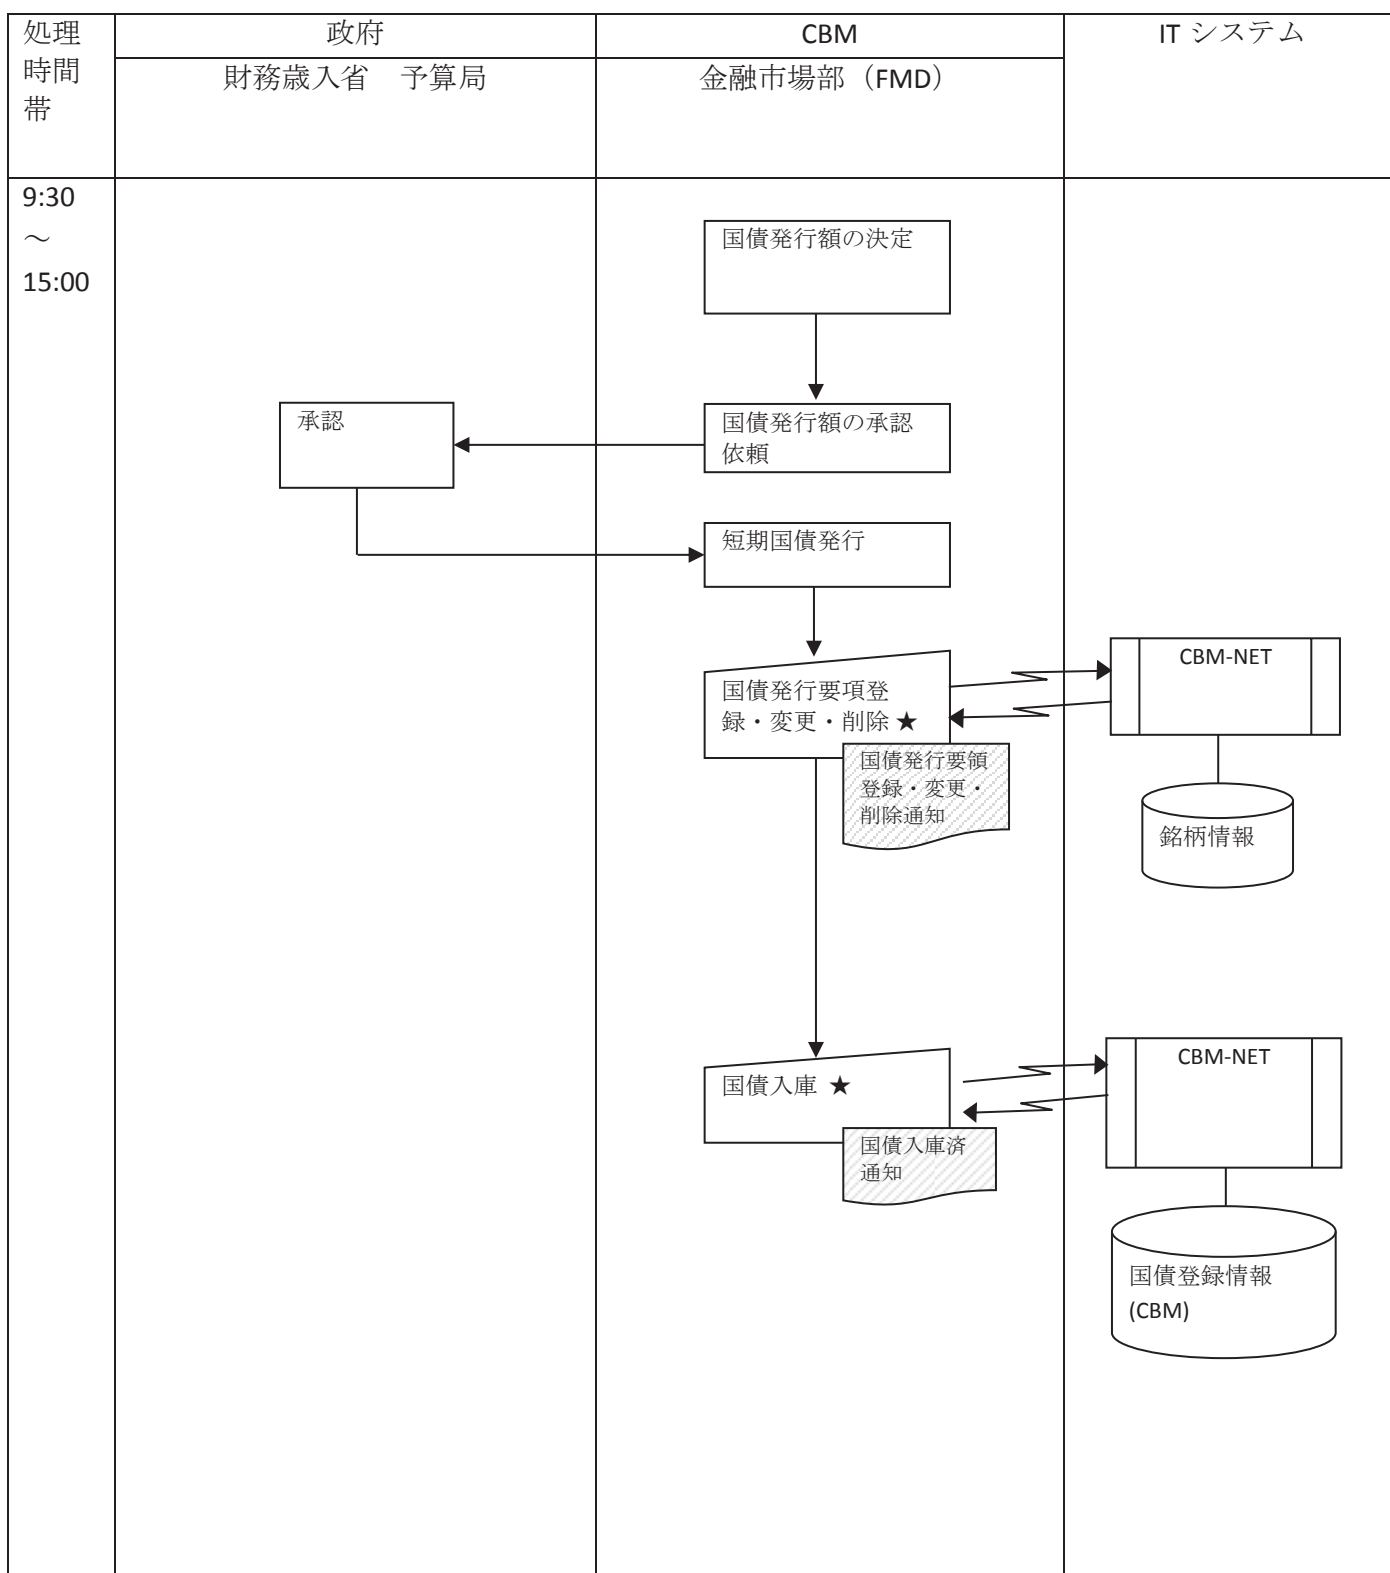 処理
時間
帯
政府
CBM
IT システム
財務歳入省　予算局
金融市場部（FMD）
9:30
～
15:00
国債発行額の決定
承認
国債発行額の承認
依頼
短期国債発行
国債発行要項登
録・変更・削除 ★
CBM-NET
国債発行要領
登録・変更・
削除通知
銘柄情報
国債入庫 ★
CBM-NET
国債入庫済
通知
国債登録情報
(CBM)